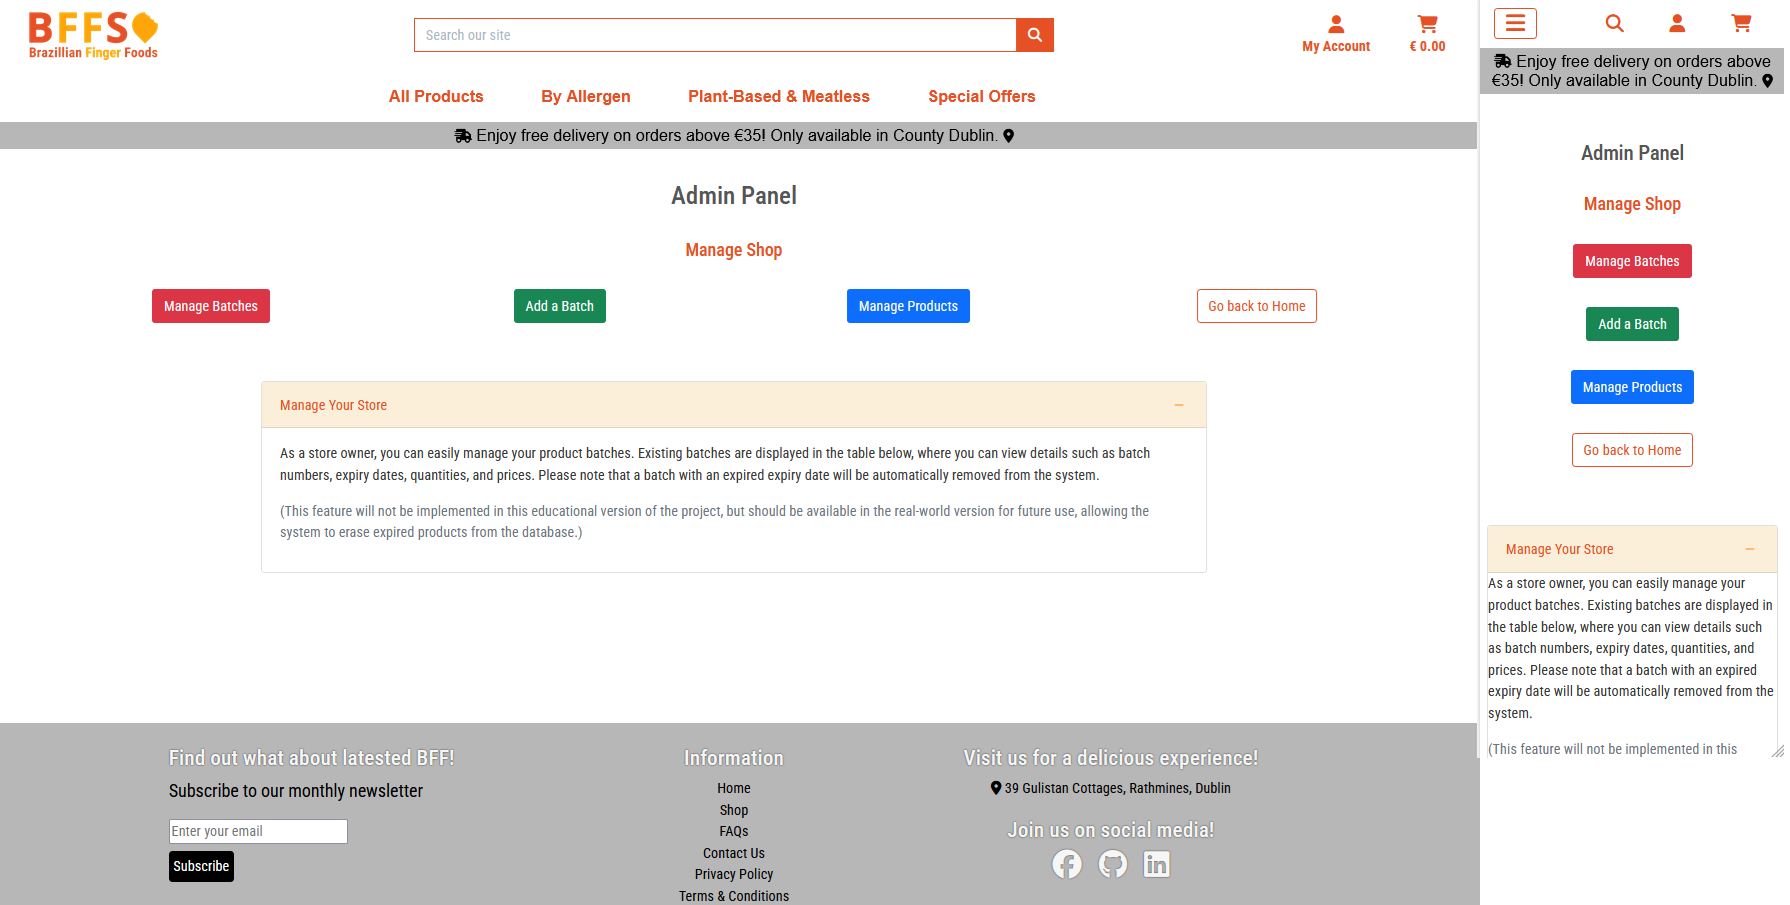 BFFS
Brazillian Finger Foods
Search our site
My Account
€ 0.00
All Products
By Allergen
Plant-Based & Meatless
Special Offers
Enjoy free delivery on orders above €35! Only available in County Dublin.
Admin Panel
Manage Shop
Manage Batches
Add a Batch
Manage Products
Go back to Home
Manage Your Store
As a store owner, you can easily manage your product batches. Existing batches are displayed in the table below, where you can view details such as batch
numbers, expiry dates, quantities, and prices. Please note that a batch with an expired expiry date will be automatically removed from the system.
(This feature will not be implemented in this educational version of the project, but should be available in the real-world version for future use, allowing the
system to erase expired products from the database.)
Find out what about latested BFF!
Subscribe to our monthly newsletter
Enter your email
Subscribe
Information
Home
Shop
FAQs
Contact Us
Privacy Policy
Terms & Conditions
Visit us for a delicious experience!
39 Gulistan Cottages, Rathmines, Dublin
Join us on social media!
Enjoy free delivery on orders above
€35! Only available in County Dublin.
Admin Panel
Manage Shop
Manage Batches
Add a Batch
Manage Products
Go back to Home
Manage Your Store
As a store owner, you can easily manage your
product batches. Existing batches are displayed in
the table below, where you can view details such
as batch numbers, expiry dates, quantities, and
prices. Please note that a batch with an expired
expiry date will be automatically removed from the
system.
(This feature will not be implemented in this